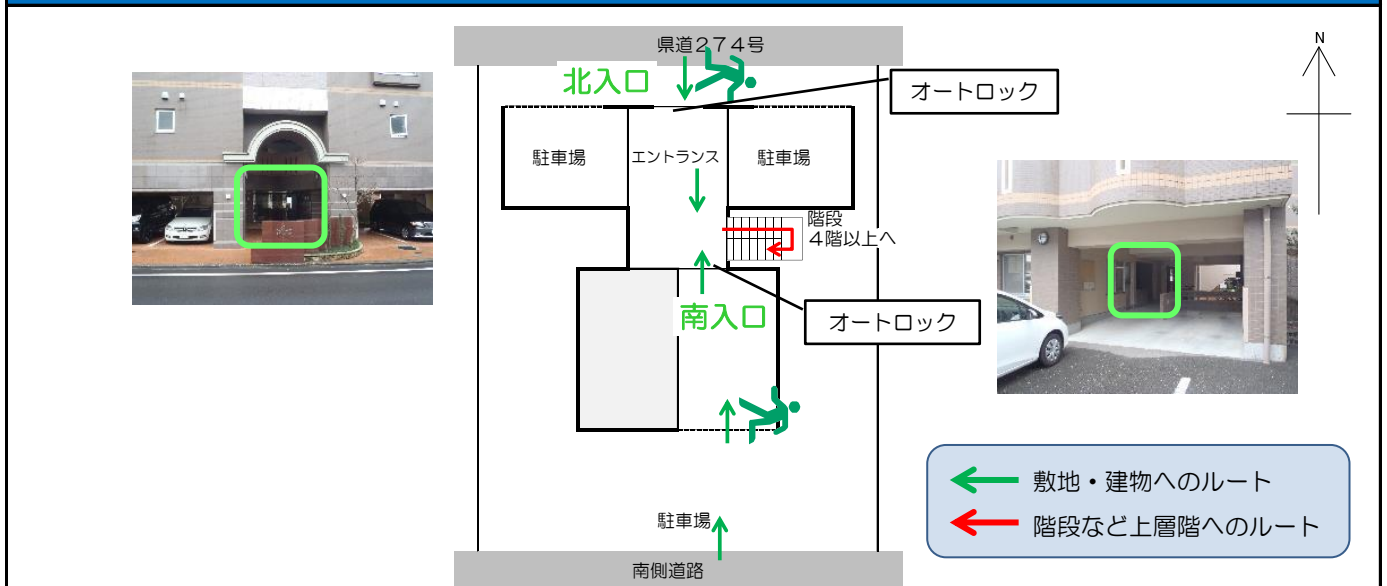 県道274号
N
北入口
オートロック
駐車場
エントランス
駐車場
階段
4階以上へ
南入口
オートロック
敷地・建物へのルート
階段など上層階へのルート
駐車場
南側道路